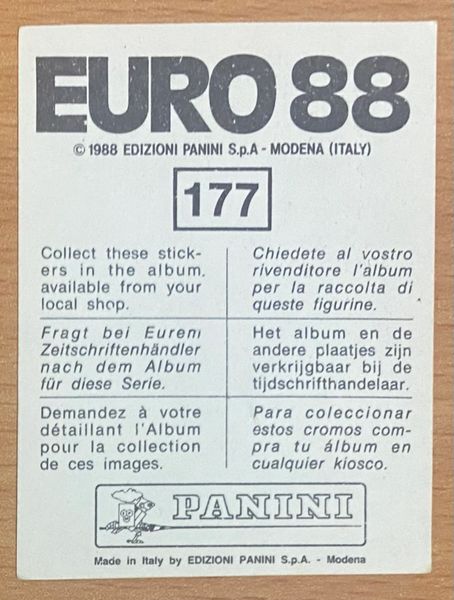 EURO 88
© 1988 EDIZIONI PANINI S.p.A - MODENA (ITALY)
177
Collect these stick-
ers in the album.
available from your
local shop.
Chiedete al vostro
rivenditore l'album
per la raccolta di
queste figurine.
Fragt bei Eurem
Zeitschriftenhändler
nach dem Album
für diese Serie.
Het album en de
andere plaatjes zijn
verkrijgbaar bij de
tijdschrifthandelaar.
Demandez à votre
détaillant l'Album
pour la collection
de ces images.
Para coleccionar
estos cromos com-
pra tu álbum en
cualquier kiosco.
PANINI
Made in Italy by EDIZIONI PANINI S.p.A. - Modena